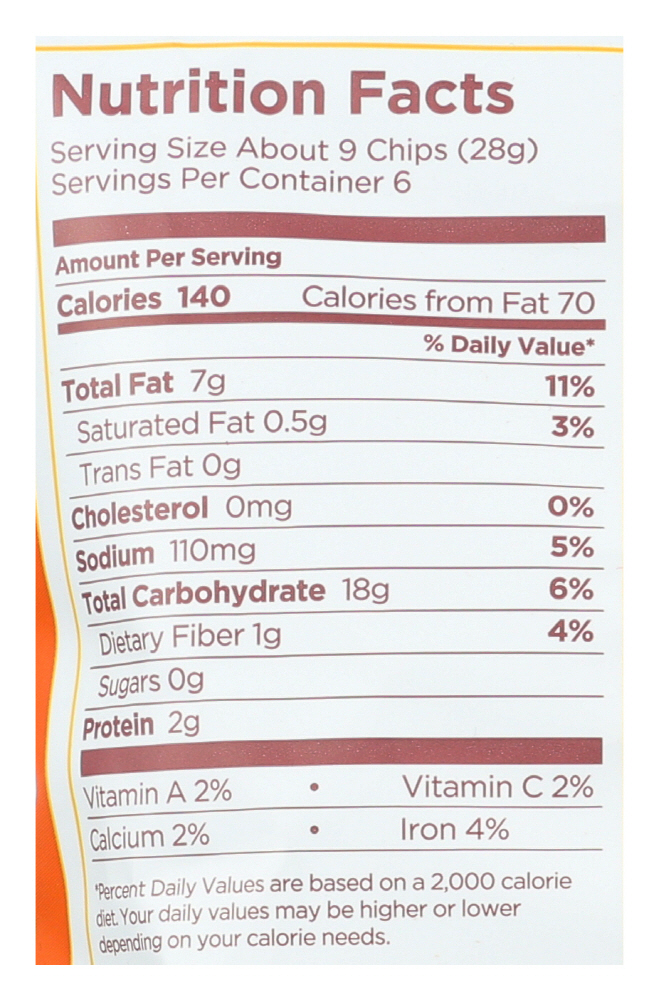 Nutrition Facts
Serving Size About 9 Chips (28g)
Servings Per Container 6
Amount Per Serving
Calories 140 Calories from Fat 70
% Daily Value*
Total Fat 7g 11%
Saturated Fat 0.5g 3%
Trans Fat 0g
Cholesterol 0mg 0%
Sodium 110mg 5%
Total Carbohydrate 18g 6%
Dietary Fiber 1g 4%
Sugars 0g
Protein 2g
Vitamin A 2% • Vitamin C 2%
Calcium 2% • Iron 4%
*Percent Daily Values are based on a 2,000 calorie
diet. Your daily values may be higher or lower
depending on your calorie needs.